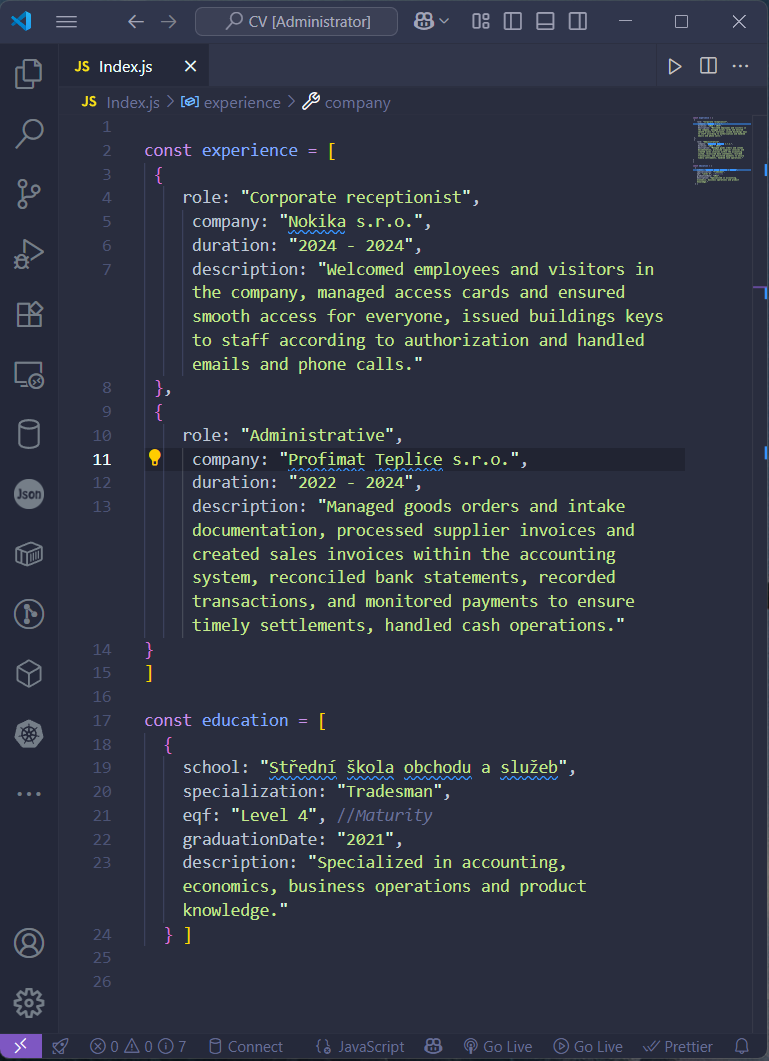 CV [Administrator]
JS Index.js
JS Index.js > experience > company
1
2 const experience = [
3 {
4 role: "Corporate receptionist",
5 company: "Nokika s.r.o.",
6 duration: "2024 - 2024",
7 description: "Welcomed employees and visitors in
the company, managed access cards and ensured
smooth access for everyone, issued buildings keys
to staff according to authorization and handled
emails and phone calls."
8 },
9 {
10 role: "Administrative",
11 company: "Profimat Teplice s.r.o.",
12 duration: "2022 - 2024",
13 description: "Managed goods orders and intake
documentation, processed supplier invoices and
created sales invoices within the accounting
system, reconciled bank statements, recorded
transactions, and monitored payments to ensure
timely settlements, handled cash operations."
14 }
15 ]
16
17 const education = [
18 {
19 school: "Střední škola obchodu a služeb",
20 specialization: "Tradesman",
21 eqf: "Level 4", //Maturity
22 graduationDate: "2021",
23 description: "Specialized in accounting,
economics, business operations and product
knowledge."
24 } ]
25
26
Json
0 0 7 Connect {} JavaScript Go Live Go Live Prettier